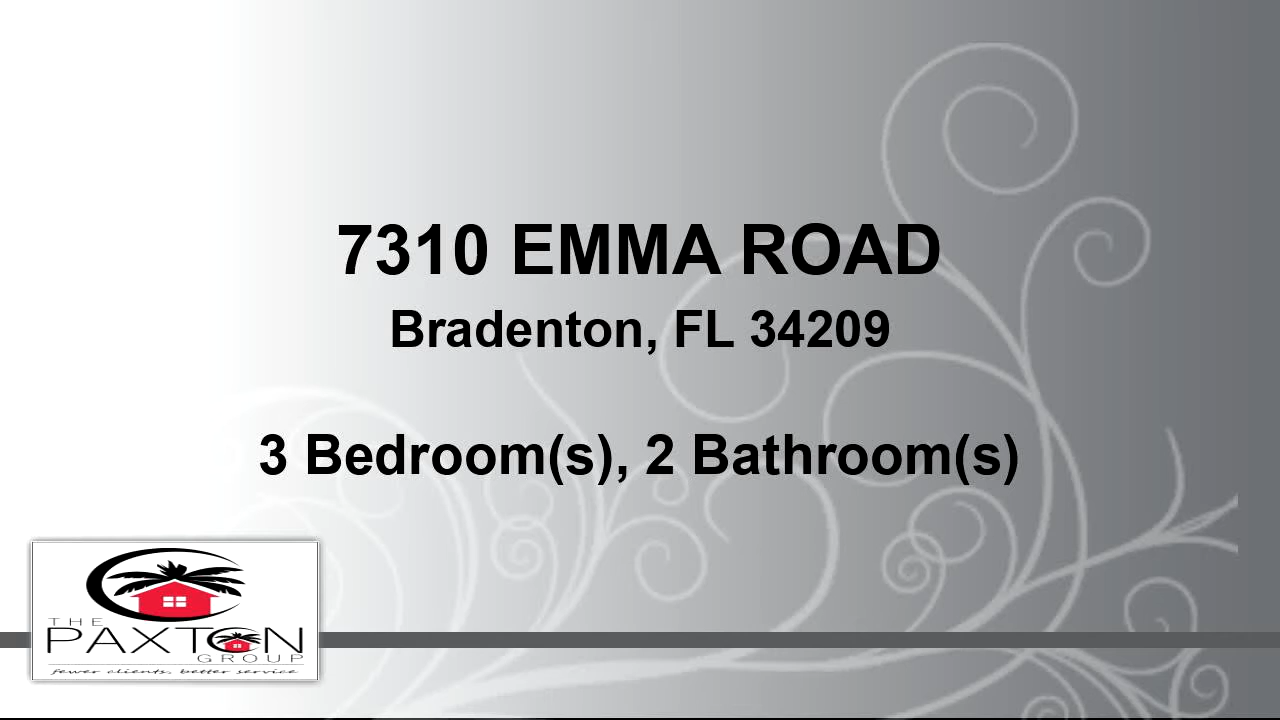 7310 EMMA ROAD
Bradenton, FL 34209
3 Bedroom(s), 2 Bathroom(s)
THE
PAXTON
GROUP
fewer clients, better service